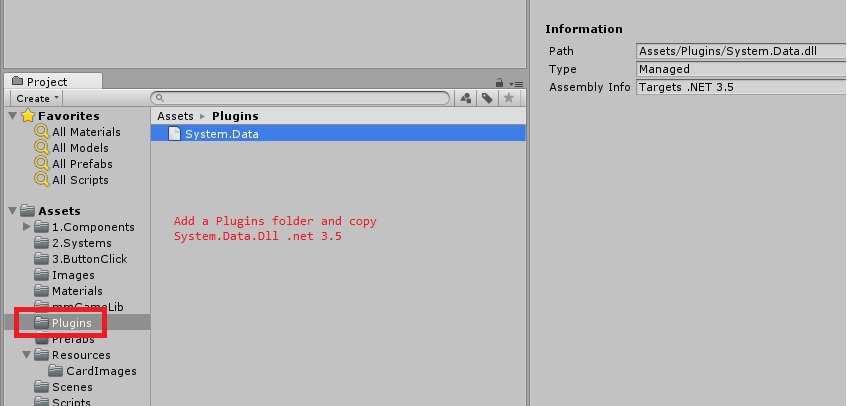 Information
Path Assets/Plugins/System.Data.dll
Type Managed
Assembly Info Targets .NET 3.5
Project
Create
Favorites
All Materials
All Models
All Prefabs
All Scripts
Assets
1.Components
2.Systems
3.ButtonClick
Images
Materials
mmGameLib
Plugins
Prefabs
Resources
CardImages
Scenes
Scripts
Assets ▸ Plugins
System.Data
Add a Plugins folder and copy
System.Data.Dll .net 3.5